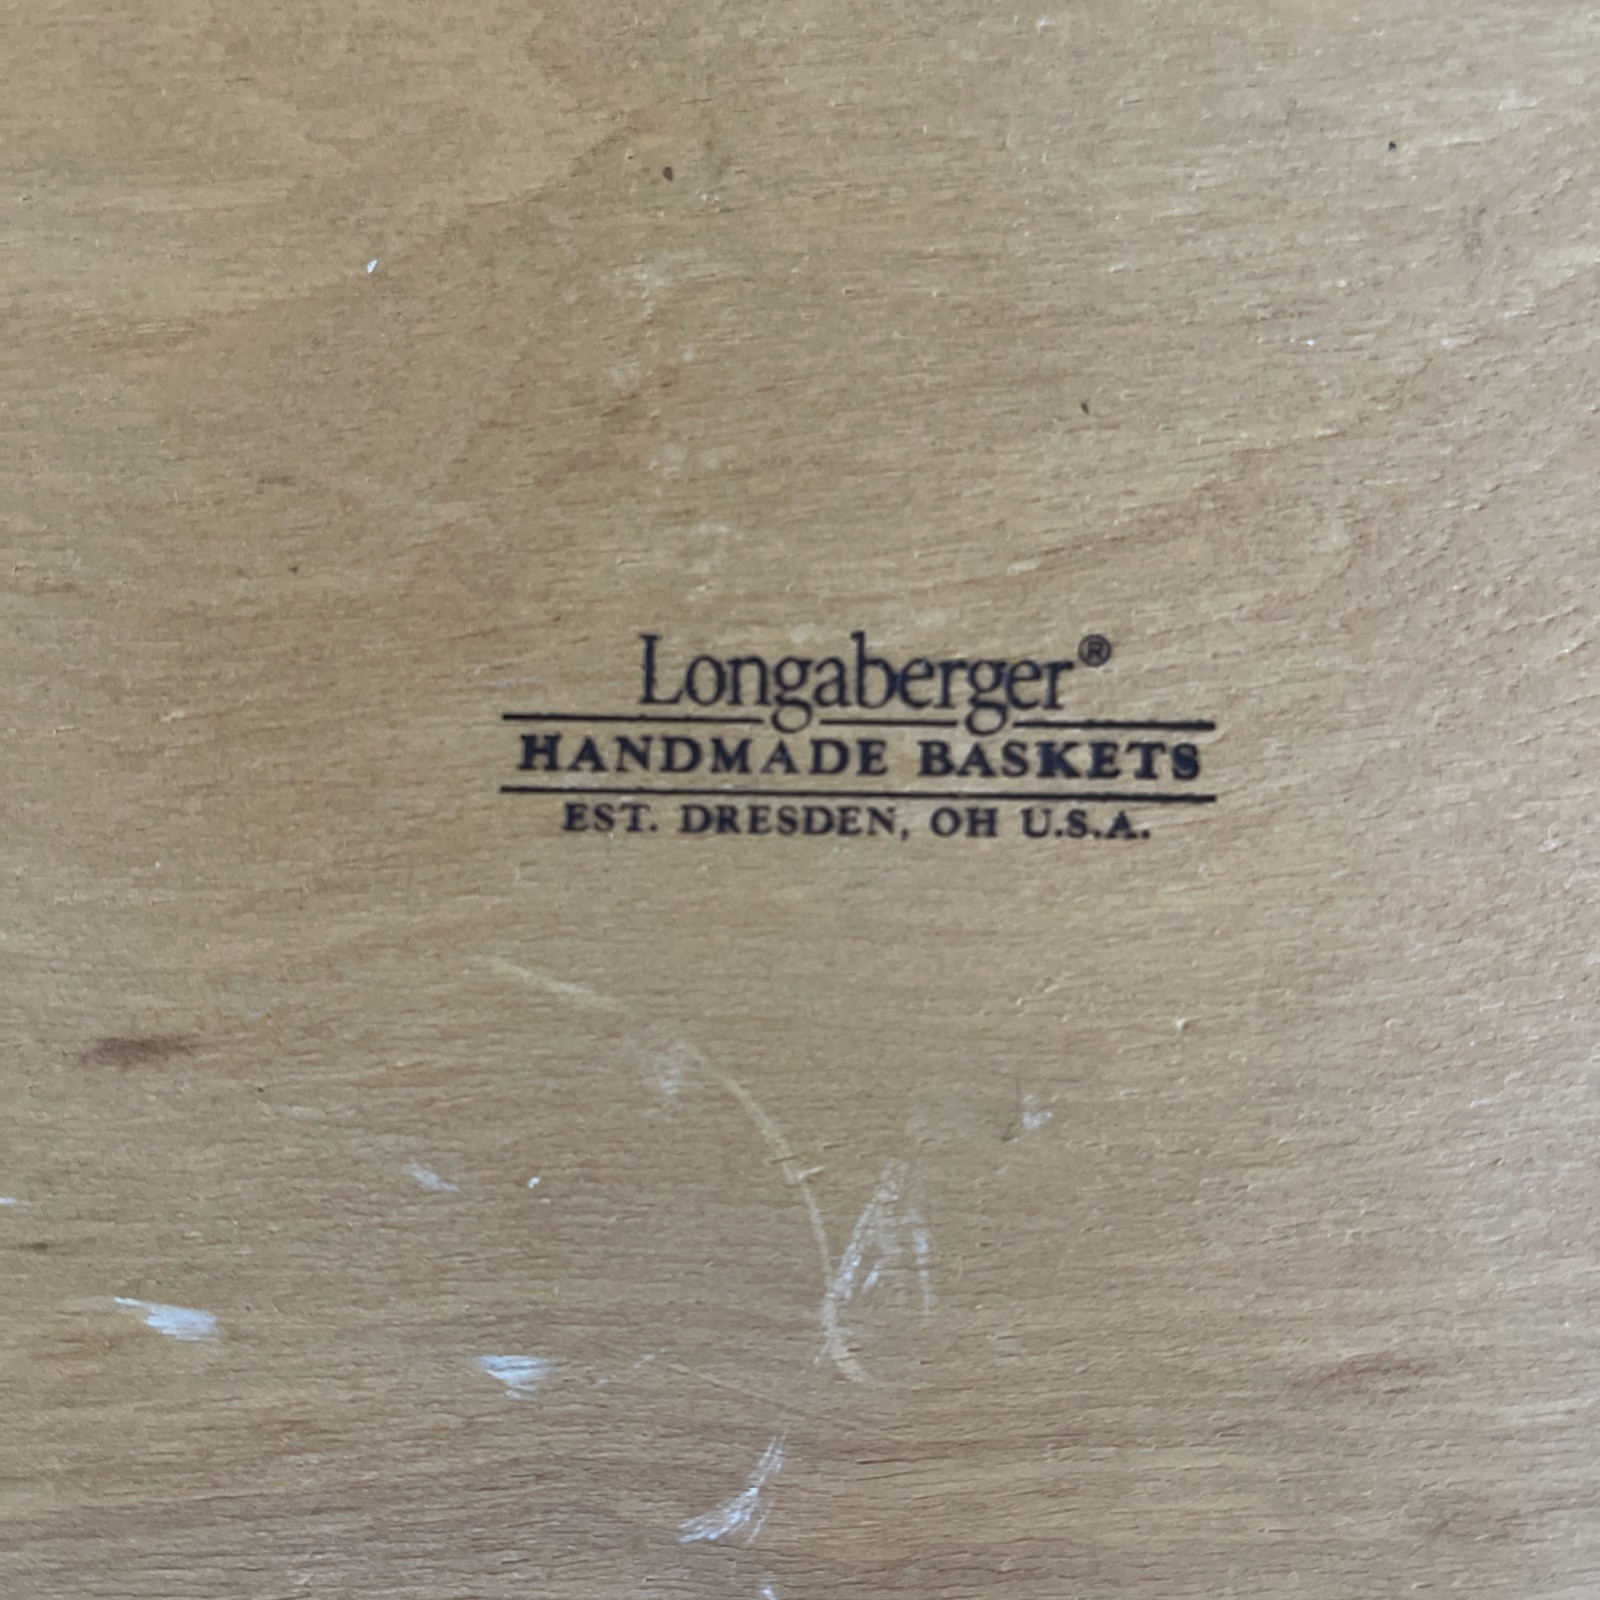 Longaberger®
HANDMADE BASKETS
EST. DRESDEN, OH U.S.A.